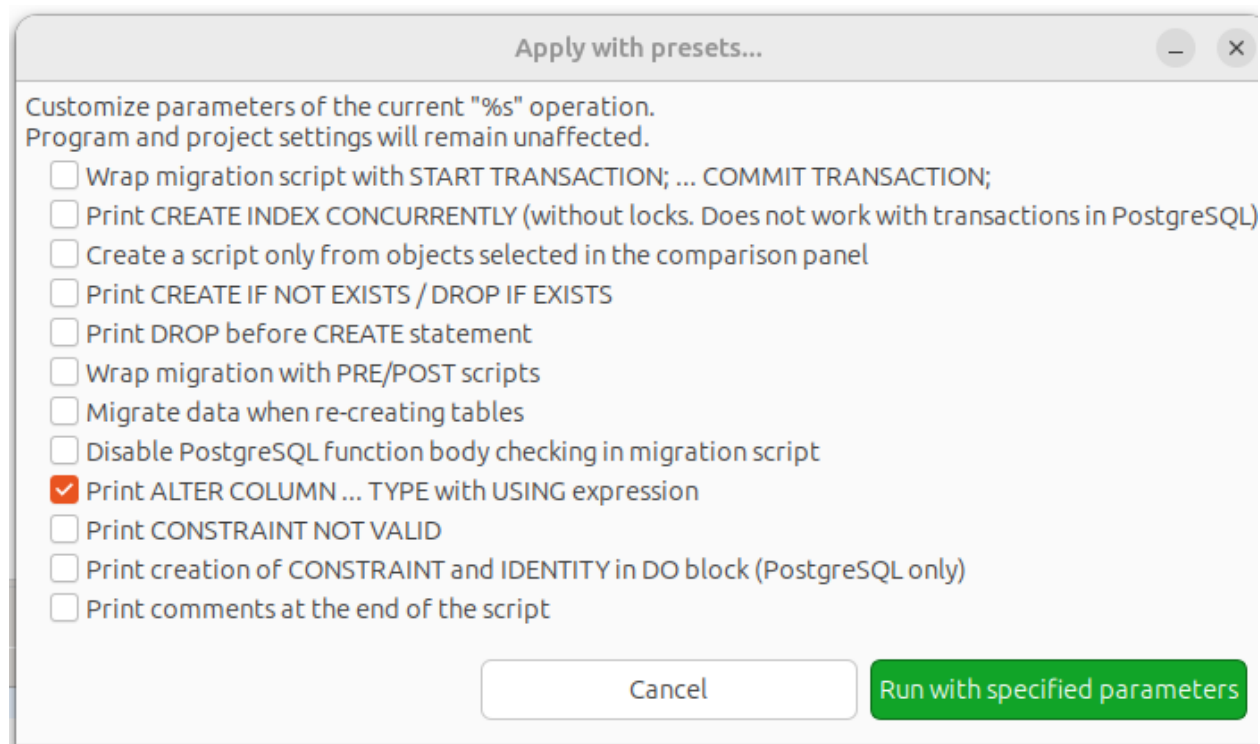 Apply with presets...
Customize parameters of the current "%s" operation.
Program and project settings will remain unaffected.
Wrap migration script with START TRANSACTION; ... COMMIT TRANSACTION;
Print CREATE INDEX CONCURRENTLY (without locks. Does not work with transactions in PostgreSQL)
Create a script only from objects selected in the comparison panel
Print CREATE IF NOT EXISTS / DROP IF EXISTS
Print DROP before CREATE statement
Wrap migration with PRE/POST scripts
Migrate data when re-creating tables
Disable PostgreSQL function body checking in migration script
Print ALTER COLUMN ... TYPE with USING expression
Print CONSTRAINT NOT VALID
Print creation of CONSTRAINT and IDENTITY in DO block (PostgreSQL only)
Print comments at the end of the script
Cancel
Run with specified parameters